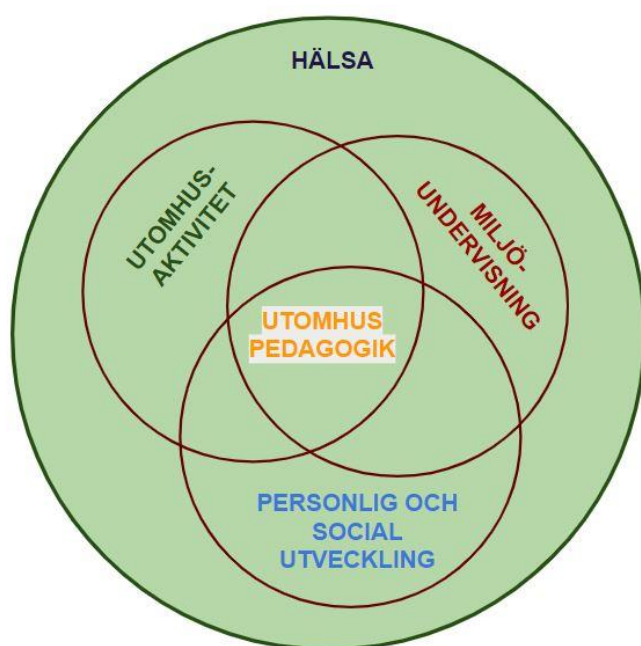 HÄLSA
UTOMHUS-
AKTIVITET
MILJÖ-
UNDERVISNING
UTOMHUS
PEDAGOGIK
PERSONLIG OCH
SOCIAL
UTVECKLING